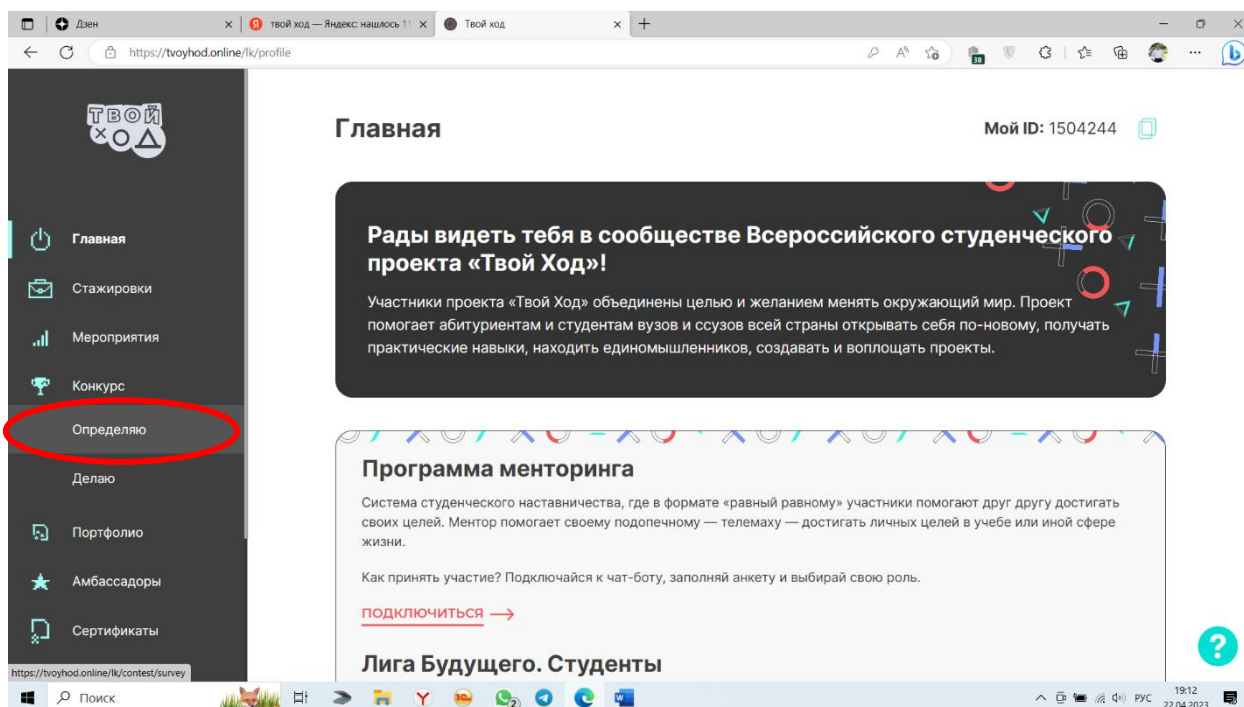 Дзен
твой ход — Яндекс: нашлось 11
Твой ход
https://tvoyhod.online/lk/profile
38
ТВОЙ
ХОД
Главная
Стажировки
Мероприятия
Конкурс
Определяю
Делаю
Портфолио
Амбассадоры
Сертификаты
https://tvoyhod.online/lk/contest/survey
Главная
Мой ID: 1504244
Рады видеть тебя в сообществе Всероссийского студенческого
проекта «Твой Ход»!
Участники проекта «Твой Ход» объединены целью и желанием менять окружающий мир. Проект
помогает абитуриентам и студентам вузов и ссузов всей страны открывать себя по-новому, получать
практические навыки, находить единомышленников, создавать и воплощать проекты.
Программа менторинга
Система студенческого наставничества, где в формате «равный равному» участники помогают друг другу достигать
своих целей. Ментор помогает своему подопечному — телемаху — достигать личных целей в учебе или иной сфере
жизни.
Как принять участие? Подключайся к чат-боту, заполняй анкету и выбирай свою роль.
ПОДКЛЮЧИТЬСЯ
Лига Будущего. Студенты
?
Поиск
2
РУС
19:12
22.04.2023